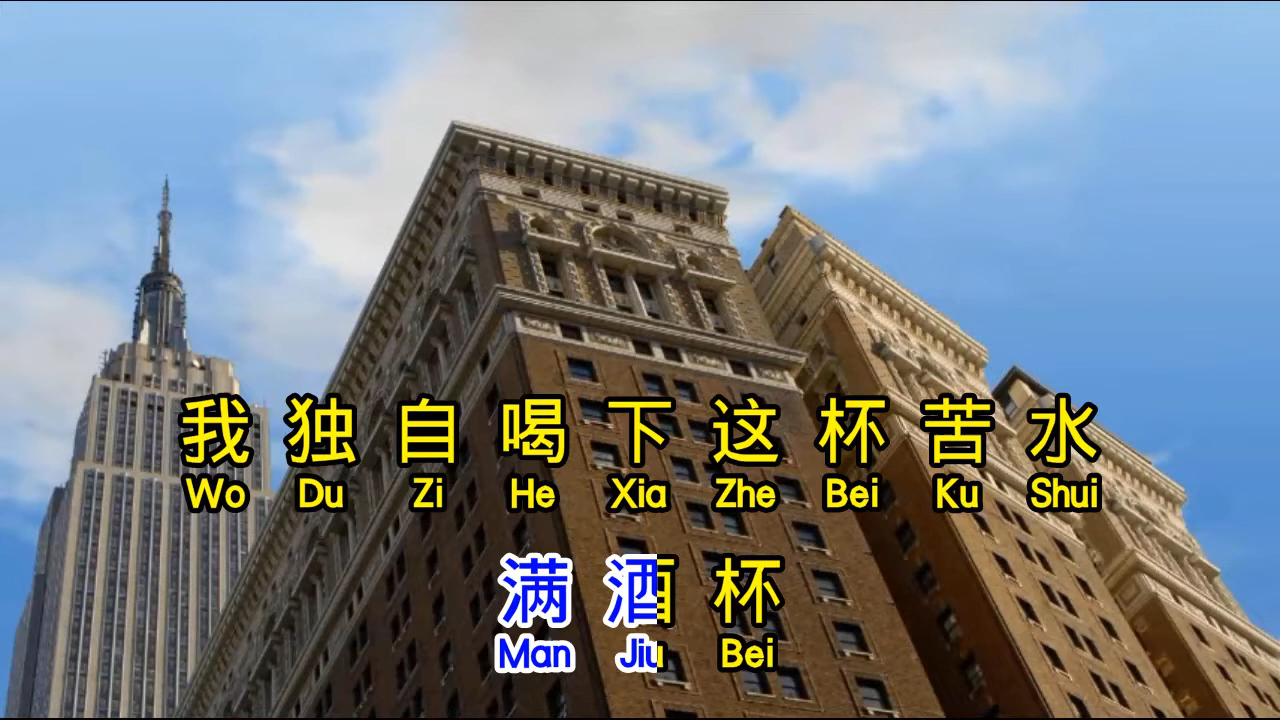 我 独 自 喝 下 这 杯 苦 水
Wo Du Zi He Xia Zhe Bei Ku Shui
满 酒 杯
Man Jiu Bei